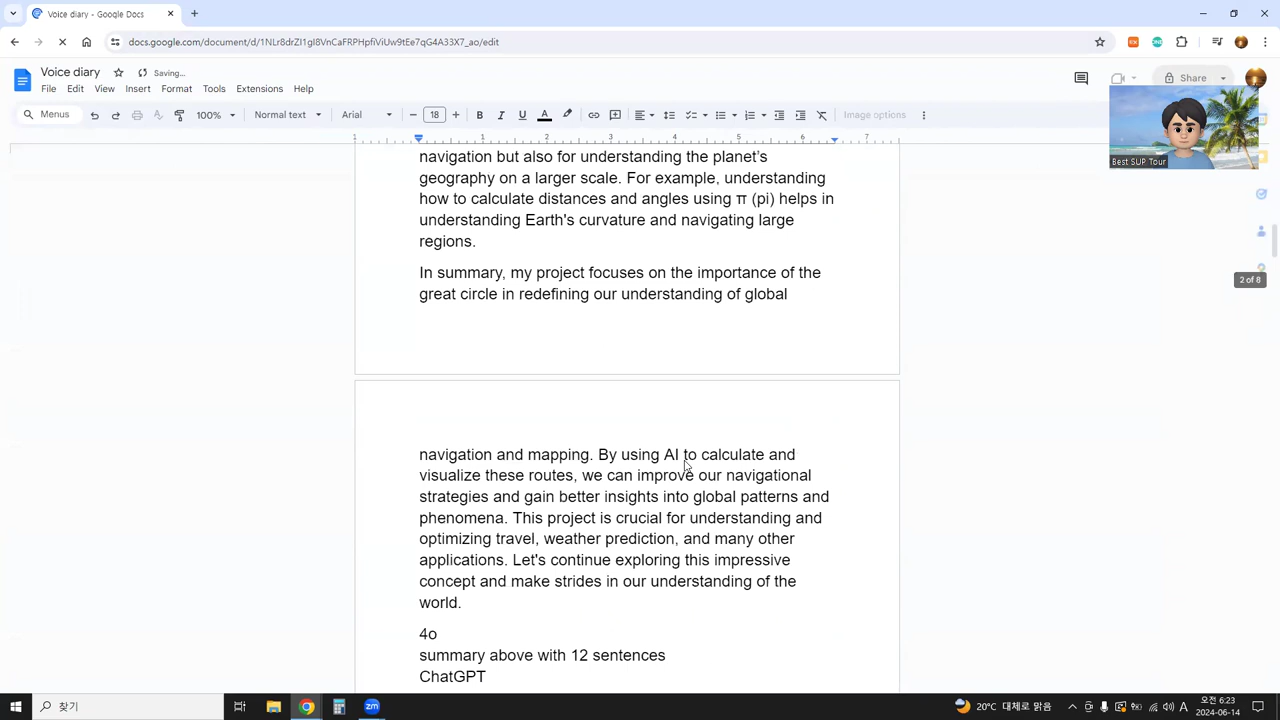 Voice diary - Google Docs
docs.google.com/document/d/1NLr8drZI1gI8VnCaFRPHpfiViUw9tEe7qG4A33X7_ao/edit
Voice diary
Saving...
File Edit View Insert Format Tools Extensions Help
Share
Menus
100%
Normal text
Arial
18
Image options
1 1 2 3 4 5 6 7
Best SUP Tour
navigation but also for understanding the planet's
geography on a larger scale. For example, understanding
how to calculate distances and angles using π (pi) helps in
understanding Earth's curvature and navigating large
regions.
In summary, my project focuses on the importance of the
great circle in redefining our understanding of global
2 of 8
navigation and mapping. By using AI to calculate and
visualize these routes, we can improve our navigational
strategies and gain better insights into global patterns and
phenomena. This project is crucial for understanding and
optimizing travel, weather prediction, and many other
applications. Let's continue exploring this impressive
concept and make strides in our understanding of the
world.
4o
summary above with 12 sentences
ChatGPT
찾기
20°C 대체로 맑음
A
오전 6:23
2024-06-14